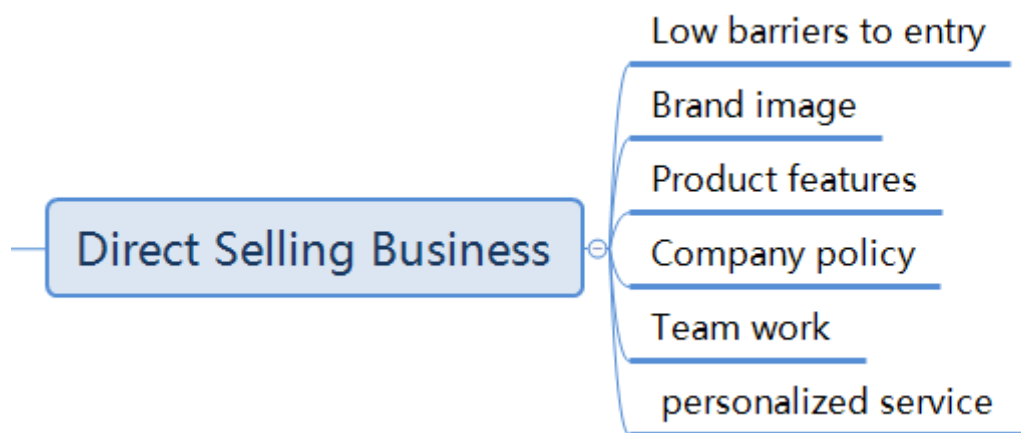 Low barriers to entry
Brand image
Product features
Direct Selling Business
Company policy
Team work
personalized service